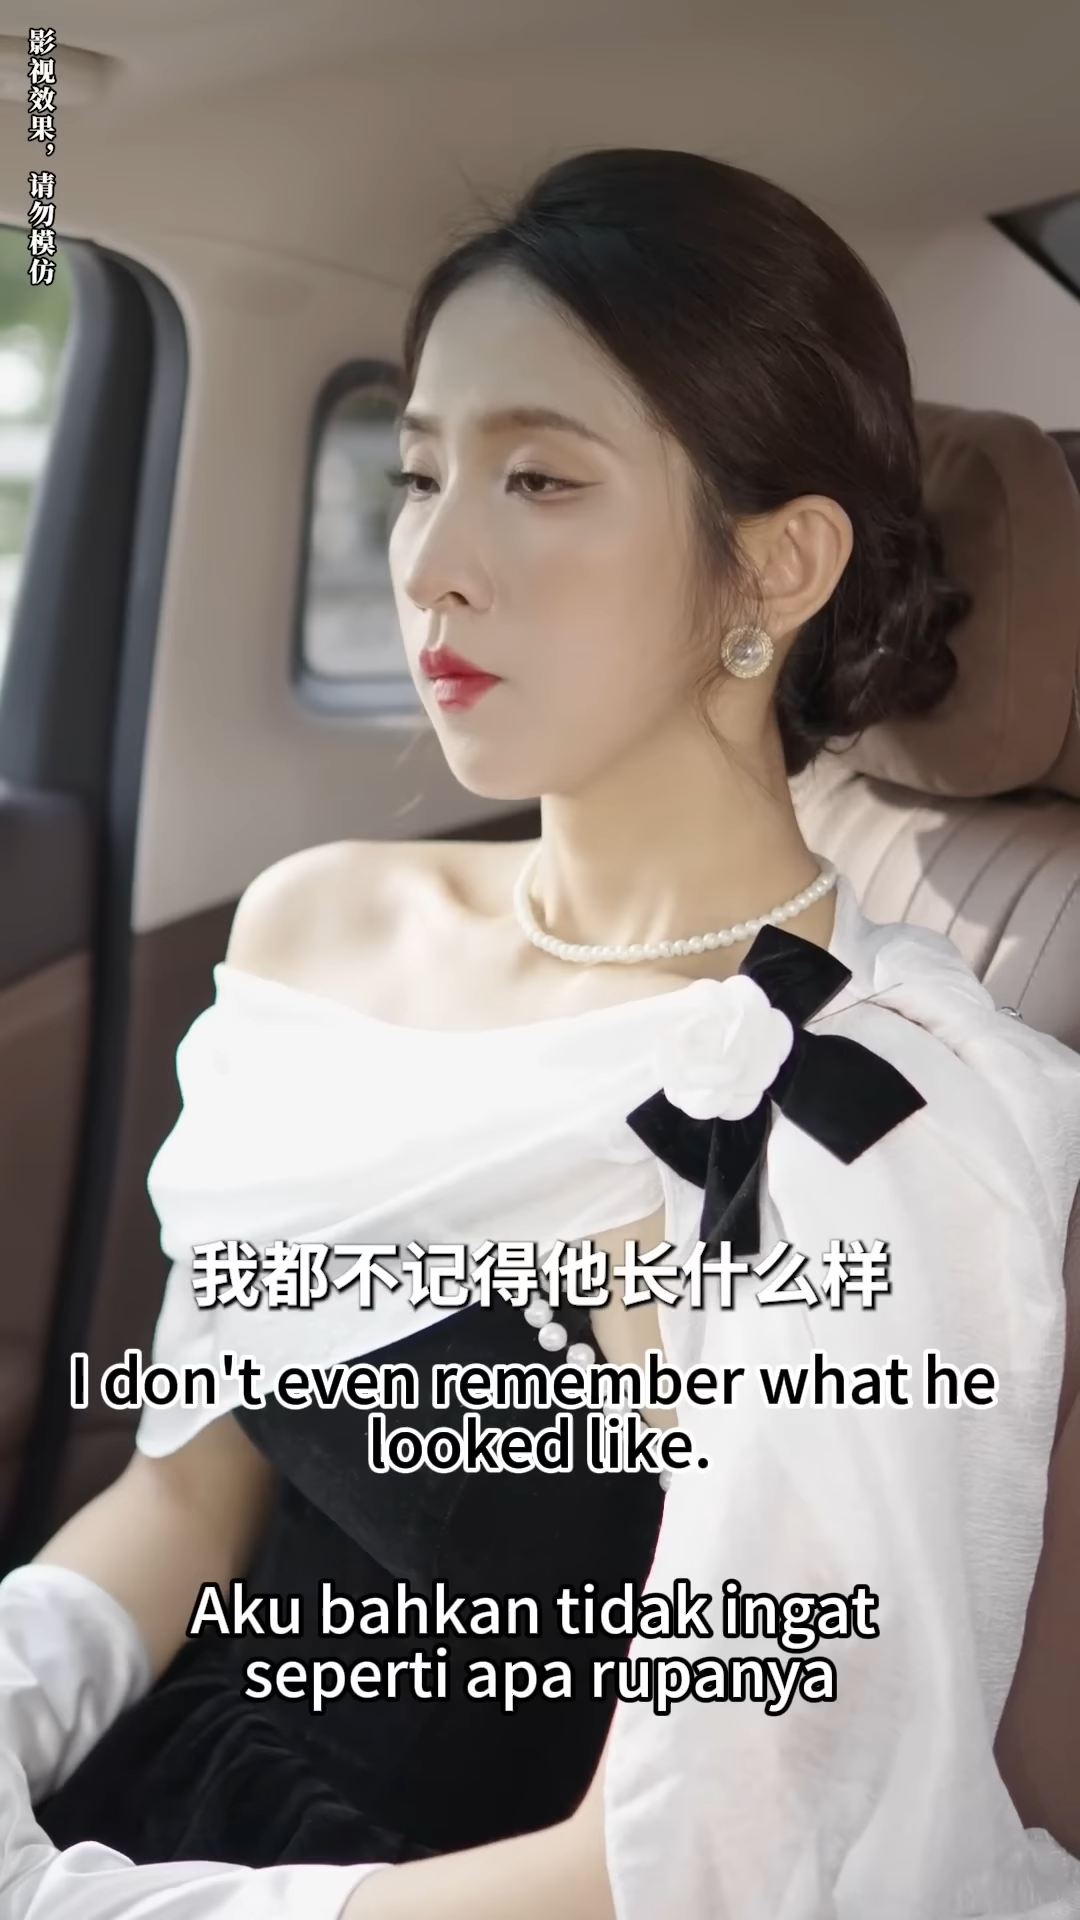 影视效果，请勿模仿
我都不记得他长什么样
I don't even remember what he
looked like.
Aku bahkan tidak ingat
seperti apa rupanya